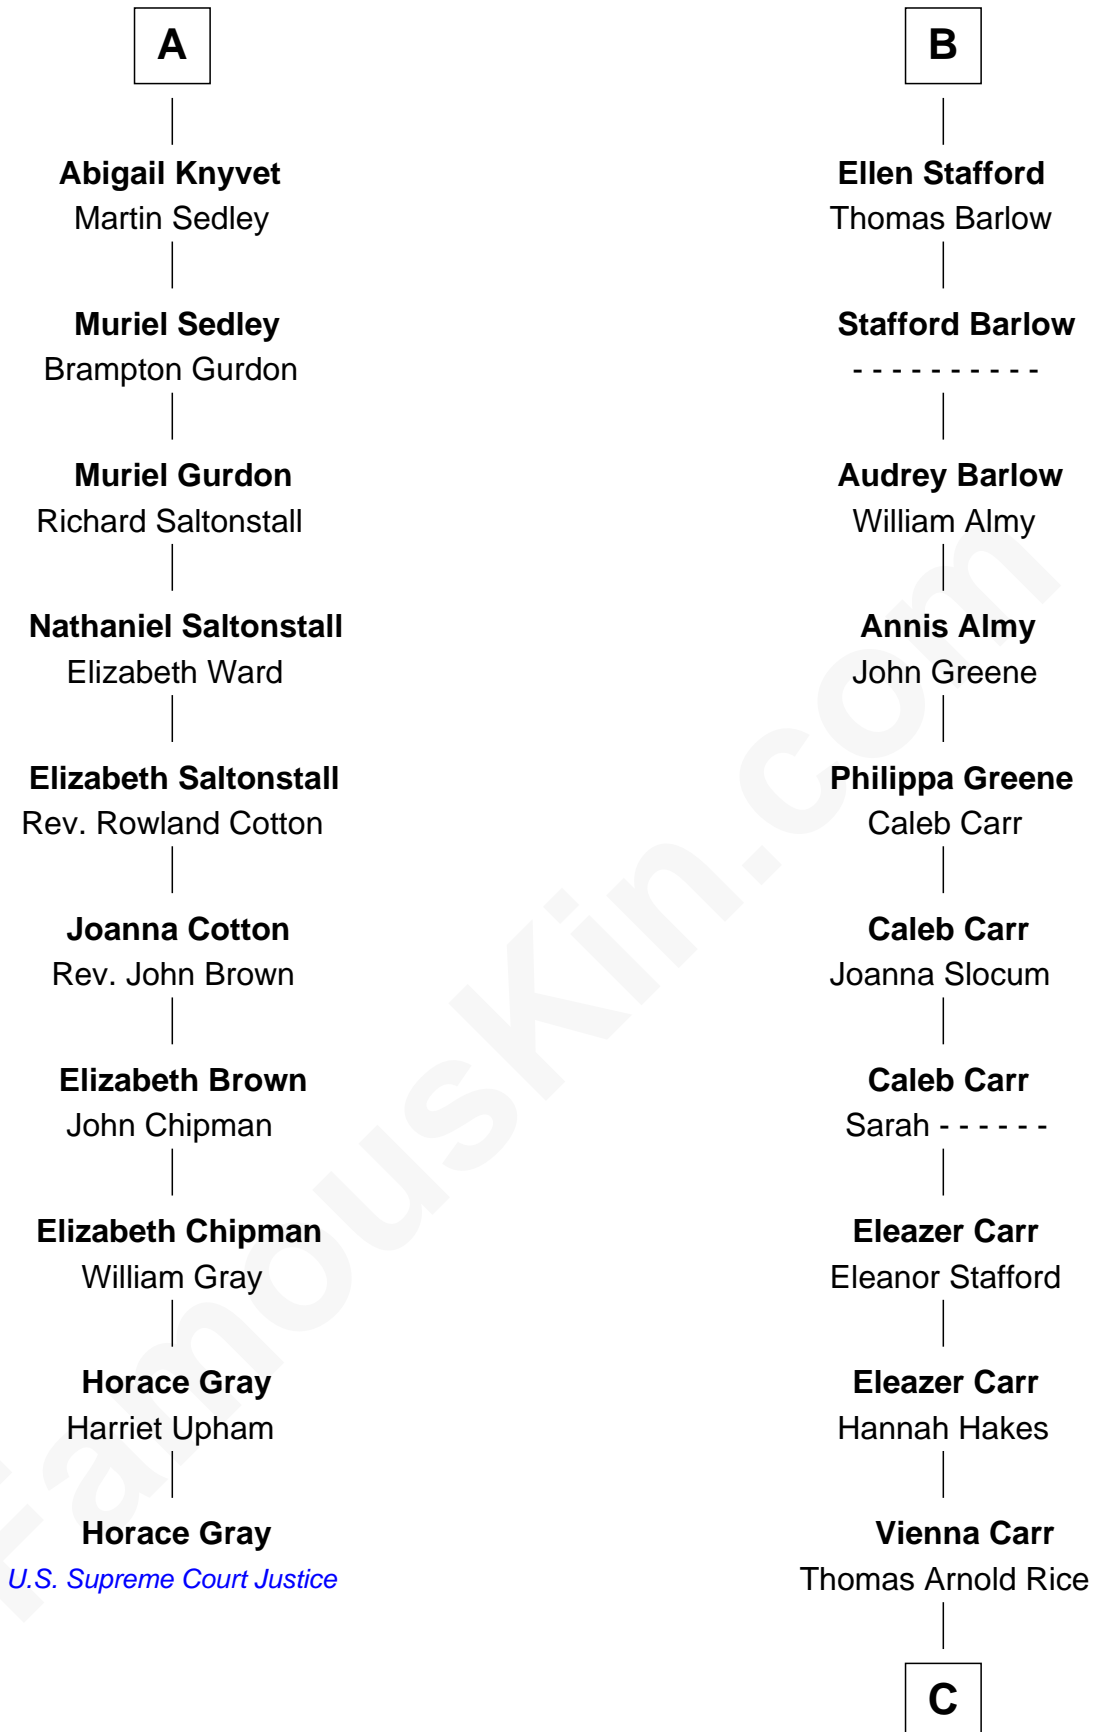 A
Abigail Knyvet
Martin Sedley
Muriel Sedley
Brampton Gurdon
Muriel Gurdon
Richard Saltonstall
Nathaniel Saltonstall
Elizabeth Ward
Elizabeth Saltonstall
Rev. Rowland Cotton
Joanna Cotton
Rev. John Brown
Elizabeth Brown
John Chipman
Elizabeth Chipman
William Gray
Horace Gray
Harriet Upham
Horace Gray
U.S. Supreme Court Justice
B
Ellen Stafford
Thomas Barlow
Stafford Barlow
- - - - - - - - - -
Audrey Barlow
William Almy
Annis Almy
John Greene
Philippa Greene
Caleb Carr
Caleb Carr
Joanna Slocum
Caleb Carr
Sarah - - - - - -
Eleazer Carr
Eleanor Stafford
Eleazer Carr
Hannah Hakes
Vienna Carr
Thomas Arnold Rice
C
FamousKin.com